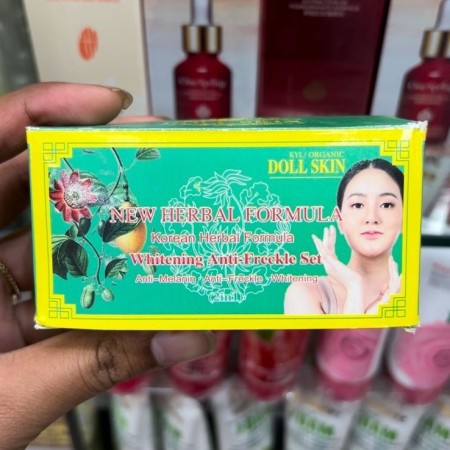 KYL/ ORGANIC
DOLL SKIN
NEW HERBAL FORMULA
Korean Herbal Formula
Whitening Anti-Freckle Set
Anti-Melanin · Anti-Freckle · Whitening
(2in1)